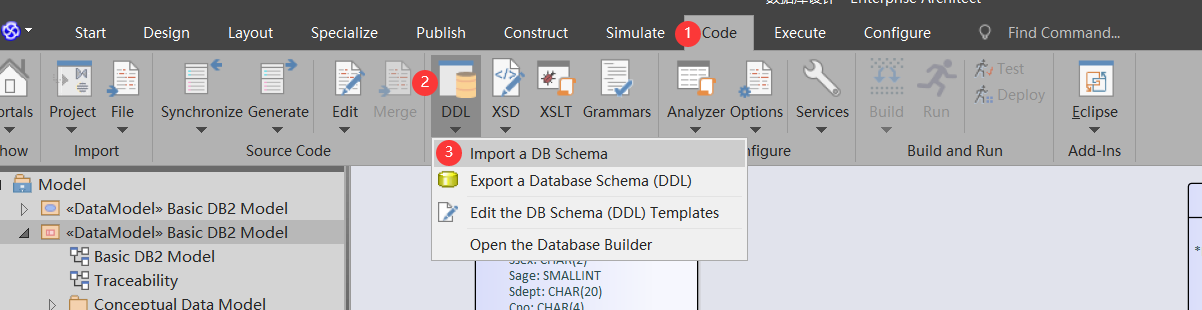 数据库设计 - Enterprise Architect
Start Design Layout Specialize Publish Construct Simulate 1 Code Execute Configure Find Command...
2
Project File Synchronize Generate Edit Merge DDL XSD XSLT Grammars Analyzer Options Services Build Run Test Deploy Eclipse
Import Source Code Build and Run Add-Ins
3 Import a DB Schema
Export a Database Schema (DDL)
Edit the DB Schema (DDL) Templates
Open the Database Builder
Model
«DataModel» Basic DB2 Model
«DataModel» Basic DB2 Model
Basic DB2 Model
Traceability
Conceptual Data Model
Ssex: CHAR(2)
Sage: SMALLINT
Sdept: CHAR(20)
Cno: CHAR(4)
*